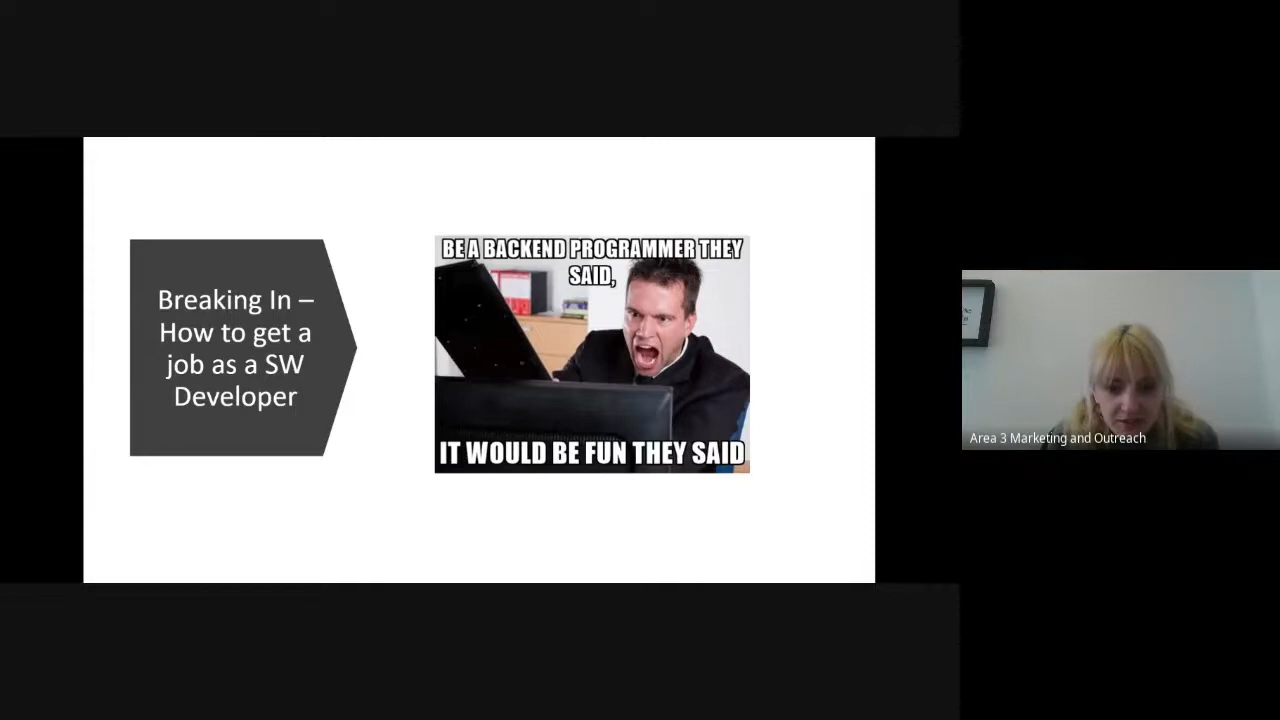 Breaking In –
How to get a
job as a SW
Developer
BE A BACKEND PROGRAMMER THEY
SAID,
IT WOULD BE FUN THEY SAID
Area 3 Marketing and Outreach